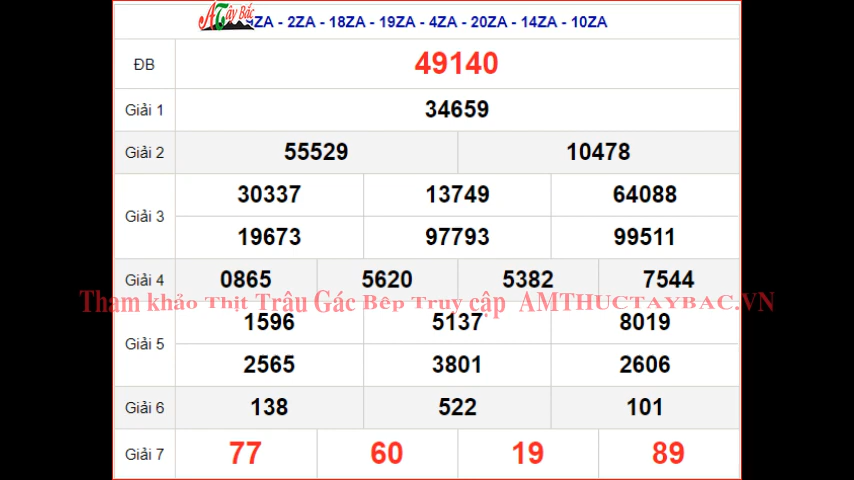 A Tây Bắc
ZA - 2ZA - 18ZA - 19ZA - 4ZA - 20ZA - 14ZA - 10ZA
ĐB 49140
Giải 1 34659
Giải 2 55529 10478
Giải 3 30337 13749 64088
19673 97793 99511
Giải 4 0865 5620 5382 7544
Tham khảo Thịt Trâu Gác Bếp Truy cập AMTHUCTAYBAC.VN
Giải 5 1596 5137 8019
2565 3801 2606
Giải 6 138 522 101
Giải 7 77 60 19 89